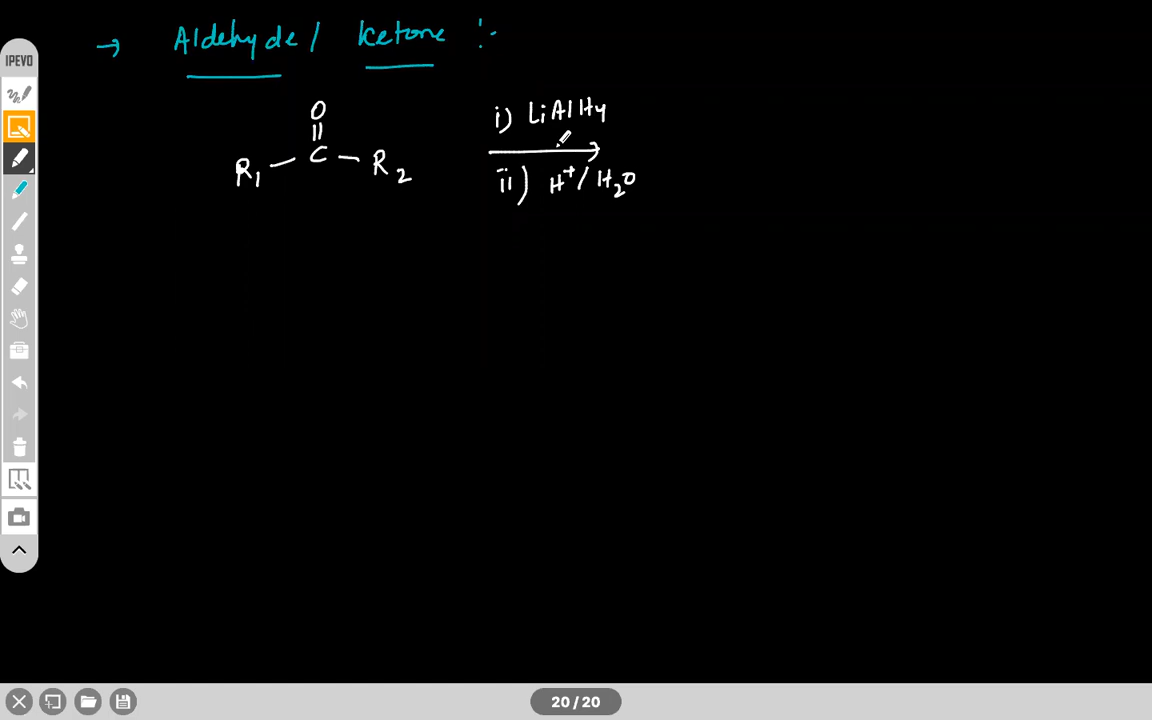 → Aldehyde / Ketone :-
IPEVO
O
||
R1 — C — R2
i) LiAlH4
ii) H+ / H2O
20 / 20